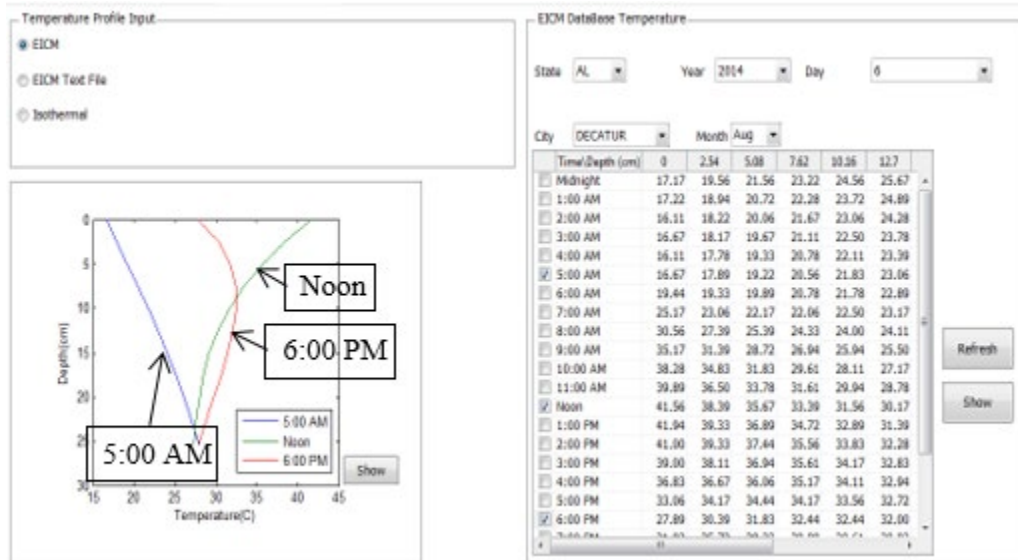 Temperature Profile Input
EICM
EICM Text File
Isothermal
EICM DataBase Temperature
State AL Year 2014 Day 6
City DECATUR Month Aug
Time\Depth (cm) 0 2.54 5.08 7.62 10.16 12.7
Midnight 17.17 19.56 21.56 23.22 24.56 25.67
1:00 AM 17.22 18.94 20.72 22.28 23.72 24.89
2:00 AM 16.11 18.22 20.06 21.67 23.06 24.28
3:00 AM 16.67 18.17 19.67 21.11 22.50 23.78
4:00 AM 16.11 17.78 19.33 20.78 22.11 23.39
5:00 AM 16.67 17.89 19.22 20.56 21.83 23.06
6:00 AM 19.44 19.33 19.89 20.78 21.78 22.89
7:00 AM 25.17 23.06 22.17 22.06 22.50 23.17
8:00 AM 30.56 27.39 25.39 24.33 24.00 24.11
9:00 AM 35.17 31.39 28.72 26.94 25.94 25.50
10:00 AM 38.28 34.83 31.83 29.61 28.11 27.17
11:00 AM 39.89 36.50 33.78 31.61 29.94 28.78
Noon 41.56 38.39 35.67 33.39 31.56 30.17
1:00 PM 41.94 39.33 36.89 34.72 32.89 31.39
2:00 PM 41.00 39.33 37.44 35.56 33.83 32.28
3:00 PM 39.00 38.11 36.94 35.61 34.17 32.83
4:00 PM 36.83 36.67 36.06 35.17 34.11 32.94
5:00 PM 33.06 34.17 34.44 34.17 33.56 32.72
6:00 PM 27.89 30.39 31.83 32.44 32.44 32.00
Refresh
Show
0
5
10
15
20
25
30
Depth(cm)
Noon
6:00 PM
5:00 AM
5:00 AM
Noon
6:00 PM
Show
15 20 25 30 35 40 45
Temperature(C)